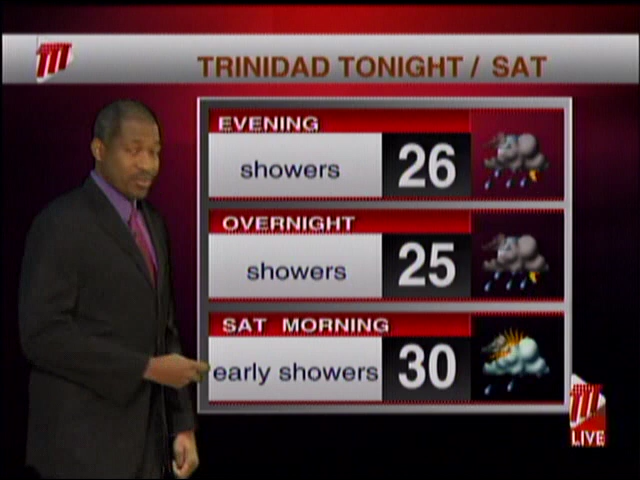 TRINIDAD TONIGHT / SAT
EVENING
showers 26
OVERNIGHT
showers 25
SAT MORNING
early showers 30
LIVE